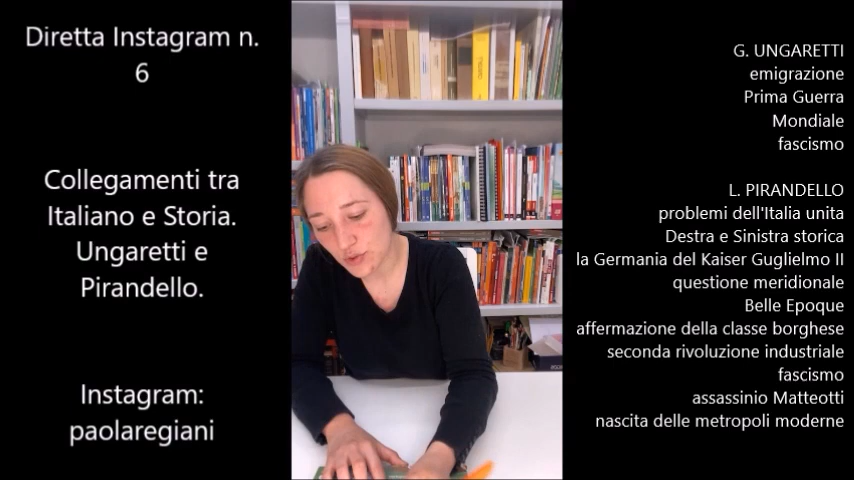 Diretta Instagram n.
6
Collegamenti tra
Italiano e Storia.
Ungaretti e
Pirandello.
Instagram:
paolaregiani
G. UNGARETTI
emigrazione
Prima Guerra
Mondiale
fascismo
L. PIRANDELLO
problemi dell'Italia unita
Destra e Sinistra storica
la Germania del Kaiser Guglielmo II
questione meridionale
Belle Epoque
affermazione della classe borghese
seconda rivoluzione industriale
fascismo
assassinio Matteotti
nascita delle metropoli moderne